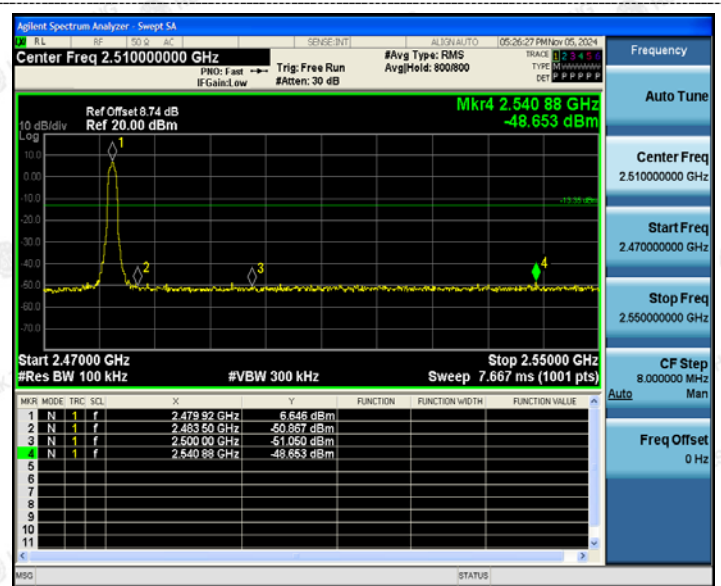 Agilent Spectrum Analyzer - Swept SA
RL RF 50 Ω AC SENSE:INT ALIGNAUTO 05:26:27 PM Nov 05, 2024
Center Freq 2.510000000 GHz
PNO: Fast
IFGain:Low
Trig: Free Run
#Atten: 30 dB
#Avg Type: RMS
Avg|Hold: 800/800
TRACE 1 2 3 4 5 6
TYPE M
DET P P P P P P
Ref Offset 8.74 dB
10 dB/div Ref 20.00 dBm
Log
Mkr4 2.540 88 GHz
-48.653 dBm
10.0
0.00
-10.0
-20.0
-30.0
-40.0
-50.0
-60.0
-70.0
1
2
3
4
-13.35 dBm
Start 2.47000 GHz Stop 2.55000 GHz
#Res BW 100 kHz #VBW 300 kHz Sweep 7.667 ms (1001 pts)
MKR MODE TRC SCL X Y FUNCTION FUNCTION WIDTH FUNCTION VALUE
1 N 1 f 2.479 92 GHz 6.646 dBm
2 N 1 f 2.483 50 GHz -50.867 dBm
3 N 1 f 2.500 00 GHz -51.050 dBm
4 N 1 f 2.540 88 GHz -48.653 dBm
5
6
7
8
9
10
11
MSG STATUS
Frequency
Auto Tune
Center Freq
2.510000000 GHz
Start Freq
2.470000000 GHz
Stop Freq
2.550000000 GHz
CF Step
8.000000 MHz
Auto Man
Freq Offset
0 Hz